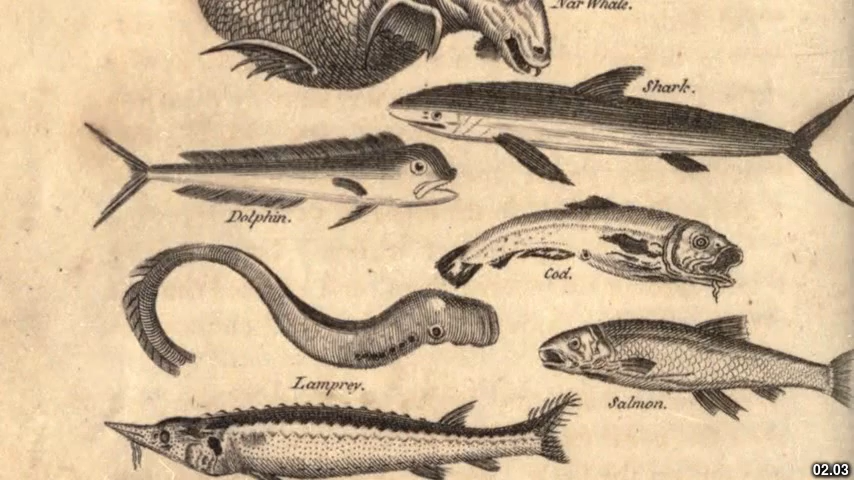 Nar Whale.
Shark.
Dolphin.
Cod.
Lamprey.
Salmon.
02.03